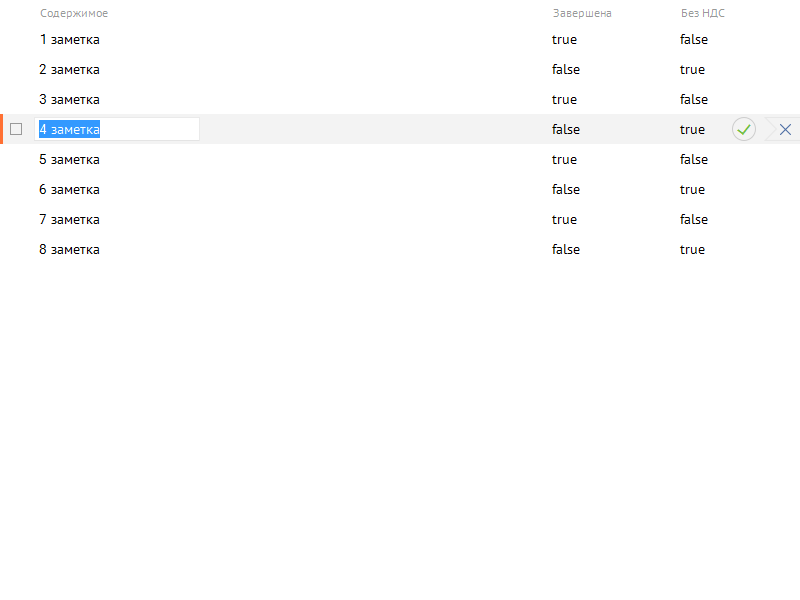 Содержимое Завершена Без НДС
1 заметка true false
2 заметка false true
3 заметка true false
4 заметка false true
5 заметка true false
6 заметка false true
7 заметка true false
8 заметка false true